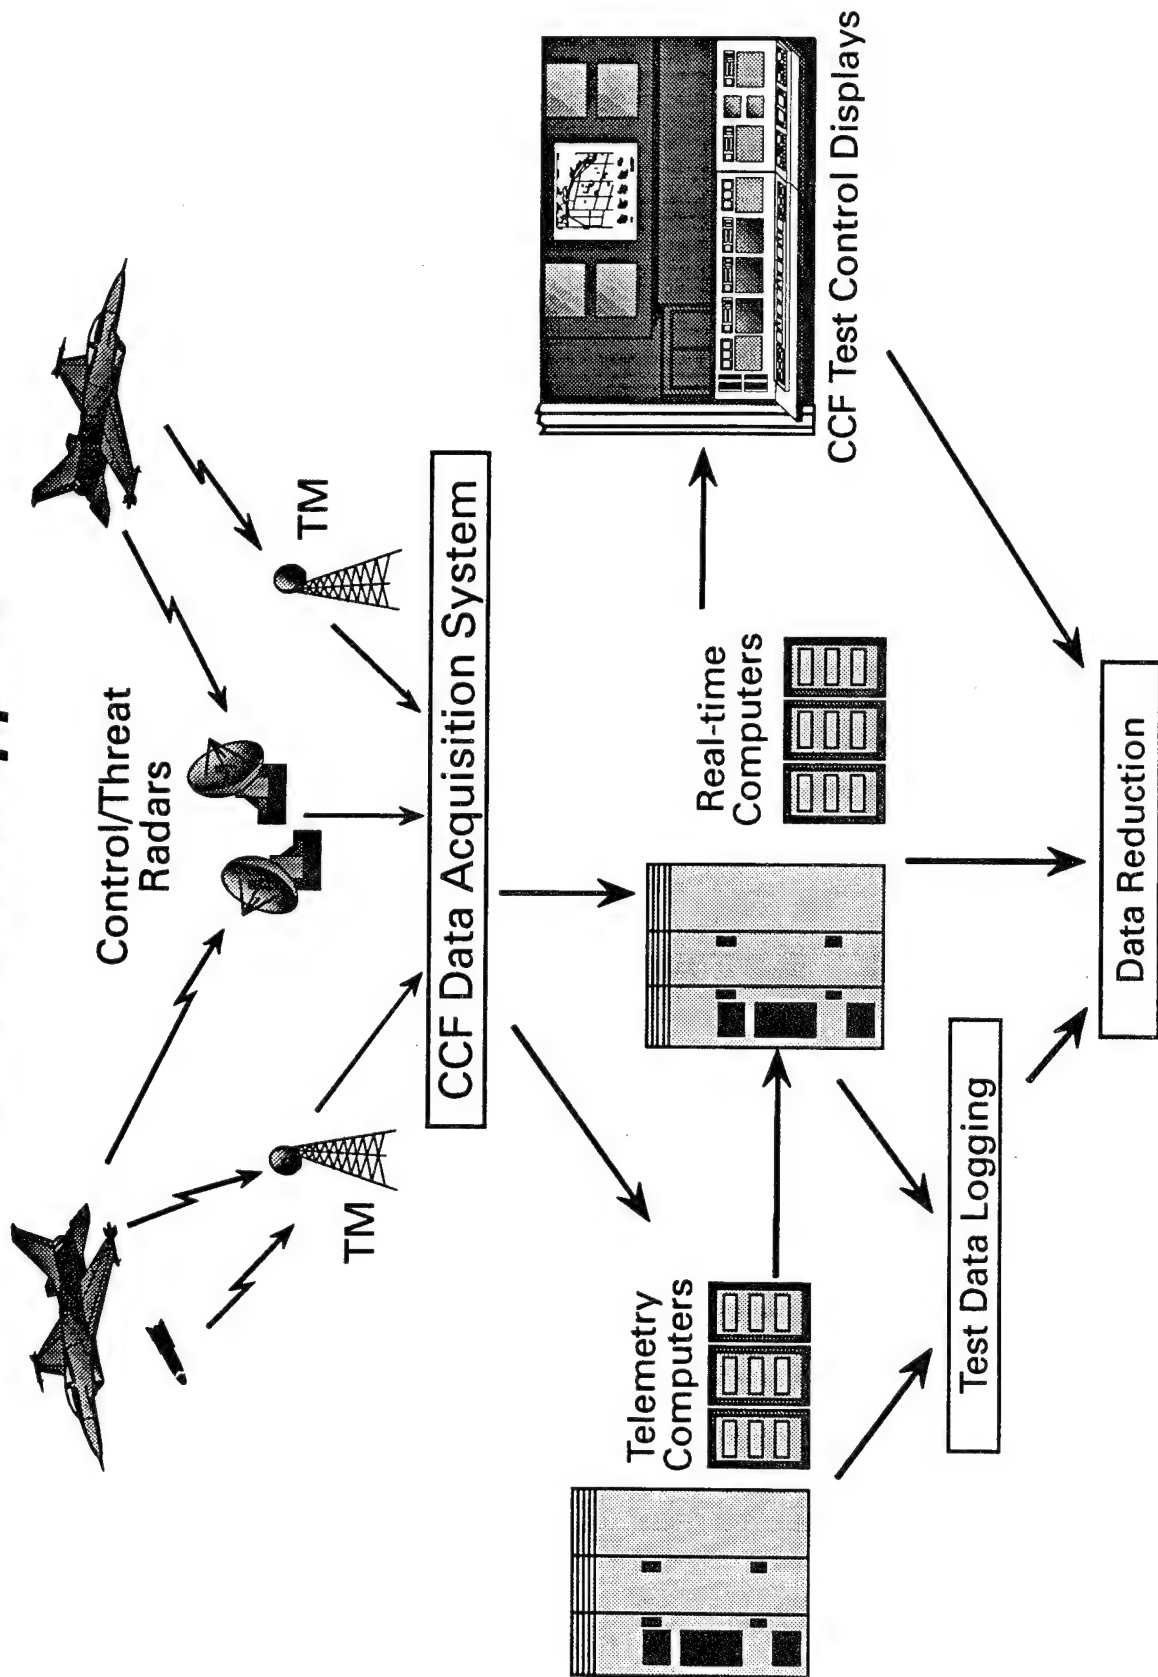 Control/Threat
Radars
TM
TM
CCF Data Acquisition System
Telemetry
Computers
Real-time
Computers
CCF Test Control Displays
Test Data Logging
Data Reduction